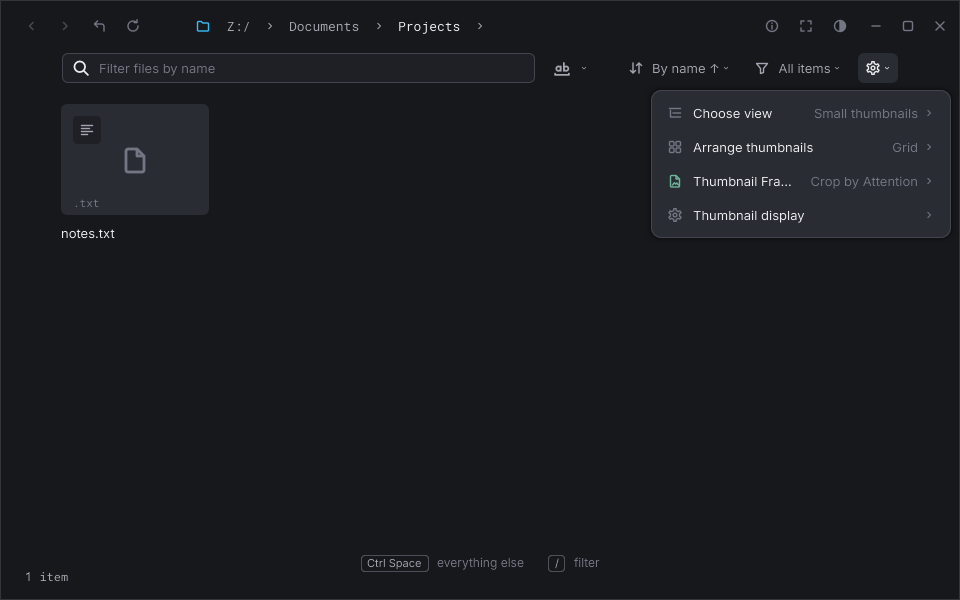 Z:/ Documents Projects
Filter files by name
ab
By name ↑
All items
Choose view Small thumbnails
Arrange thumbnails Grid
Thumbnail Fra... Crop by Attention
Thumbnail display
.txt
notes.txt
Ctrl Space everything else / filter
1 item